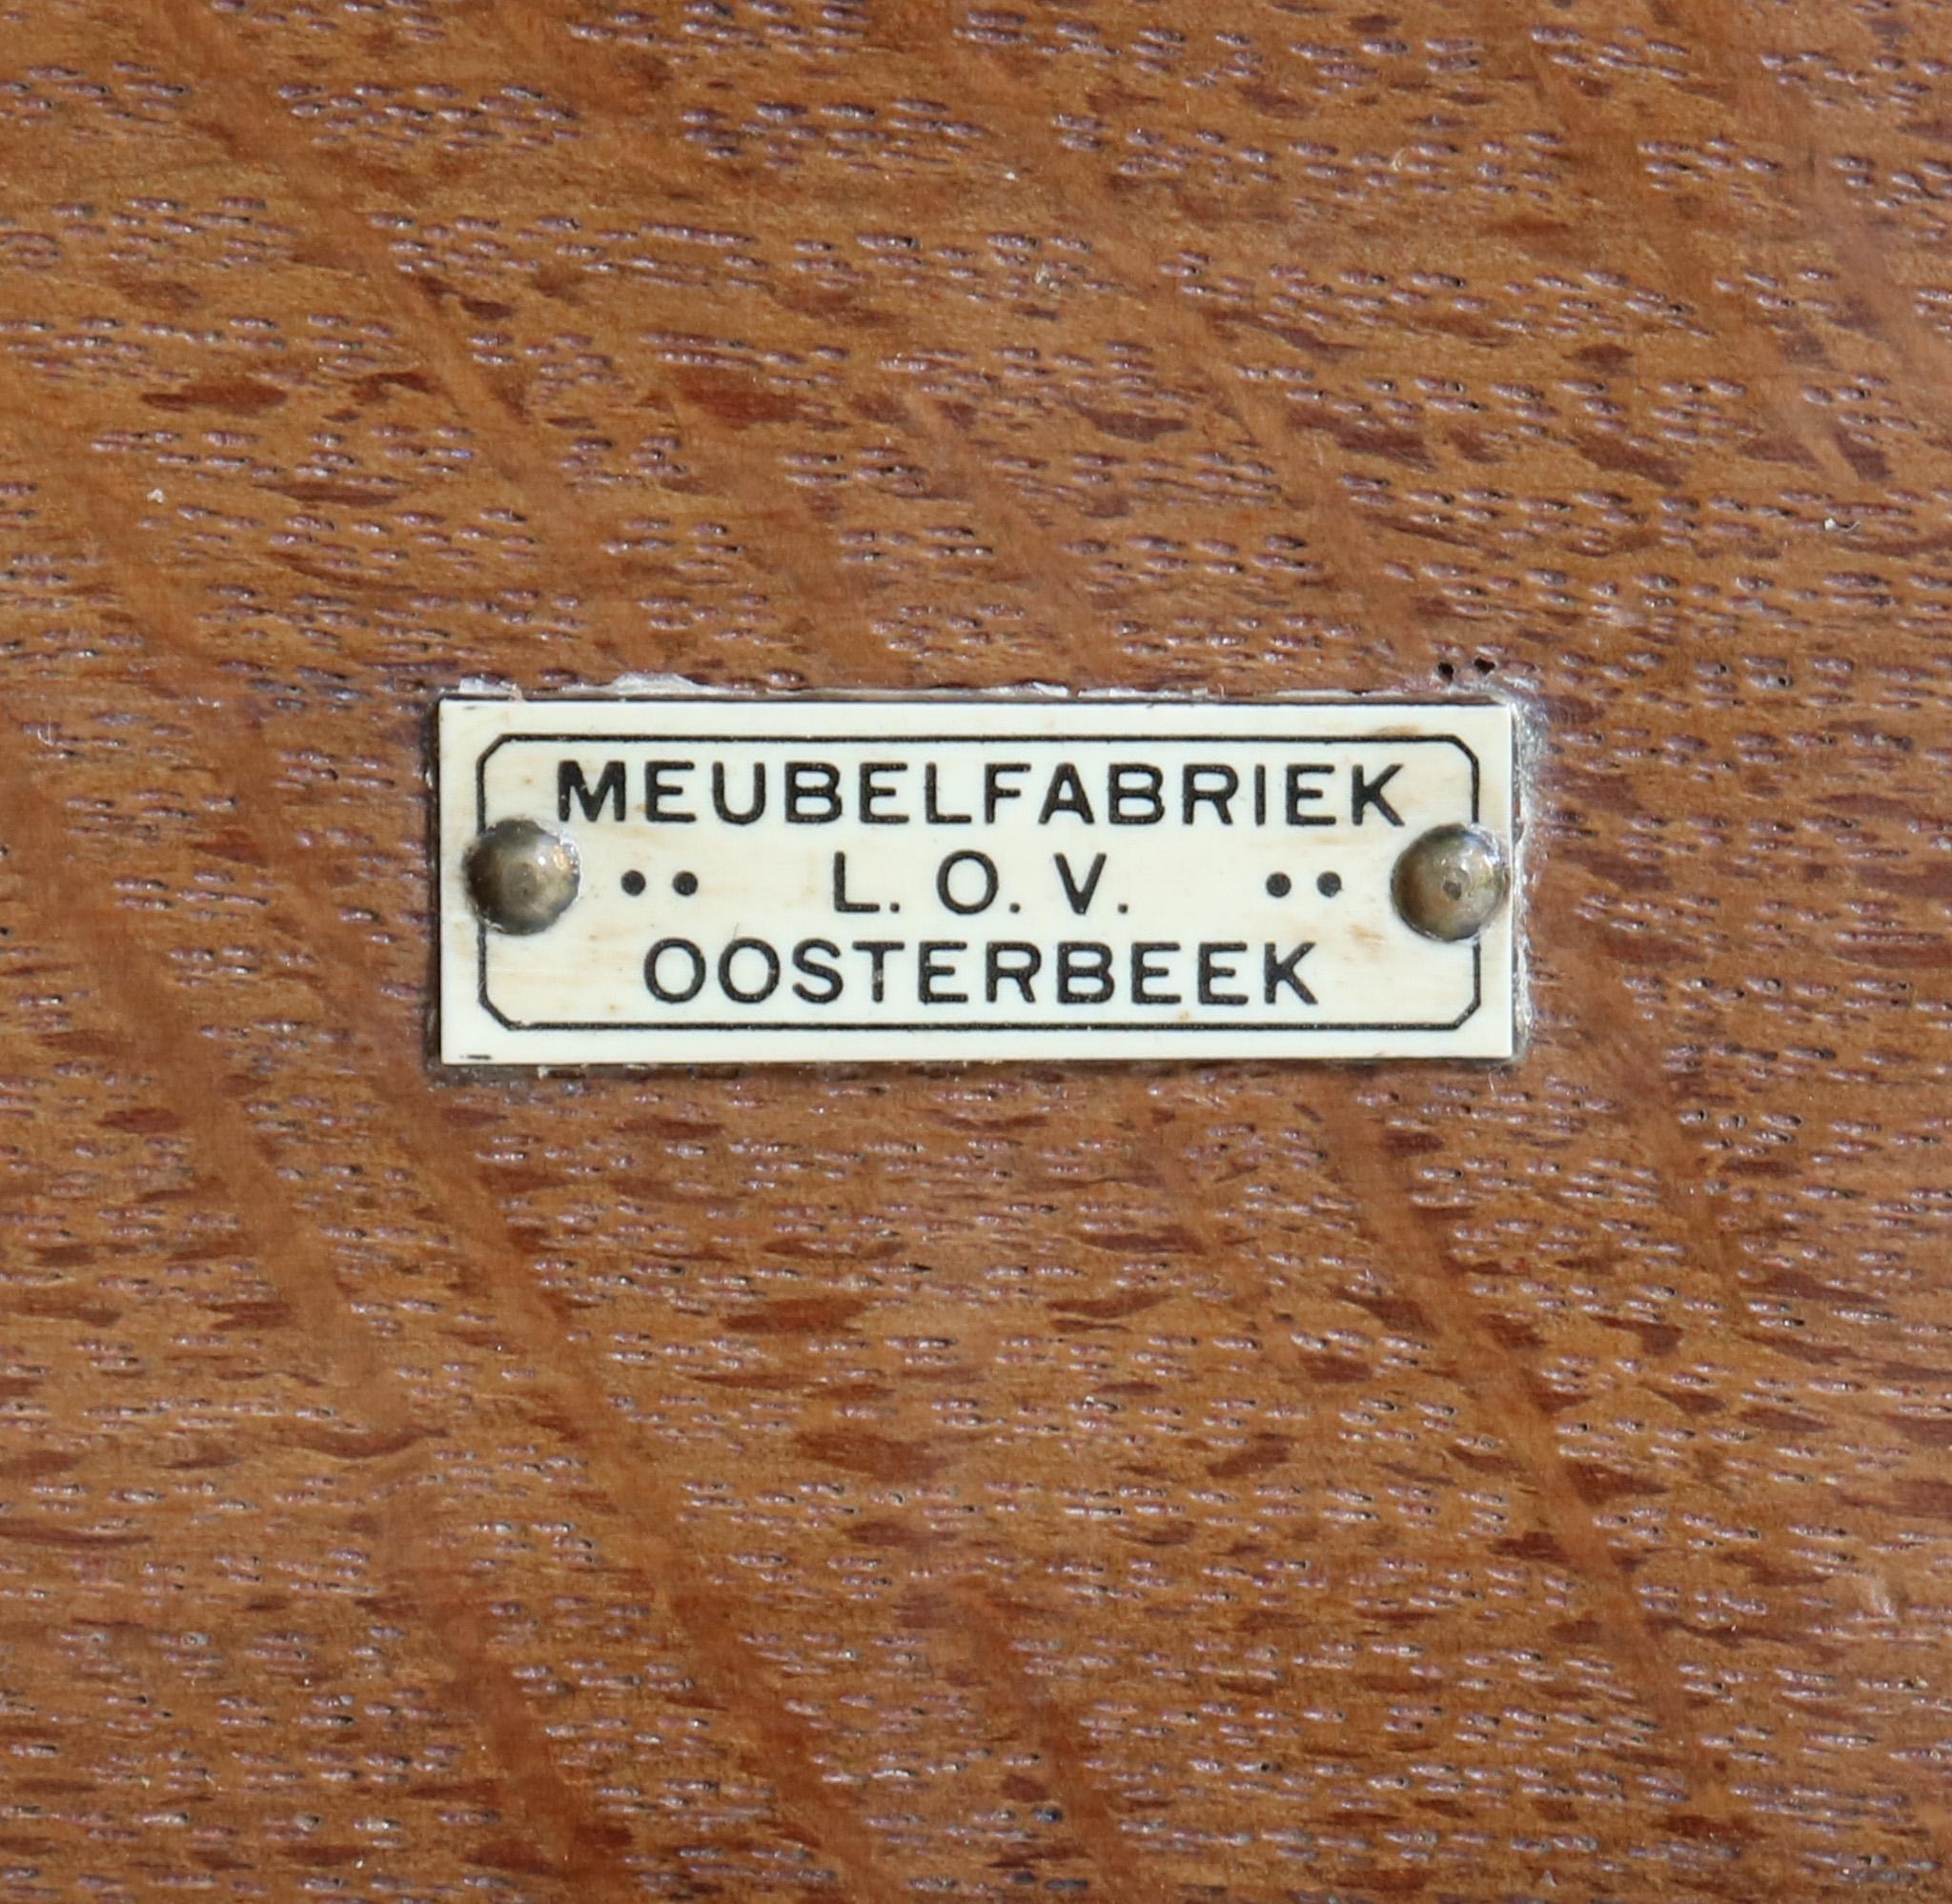 MEUBELFABRIEK
•• L. O. V. ••
OOSTERBEEK